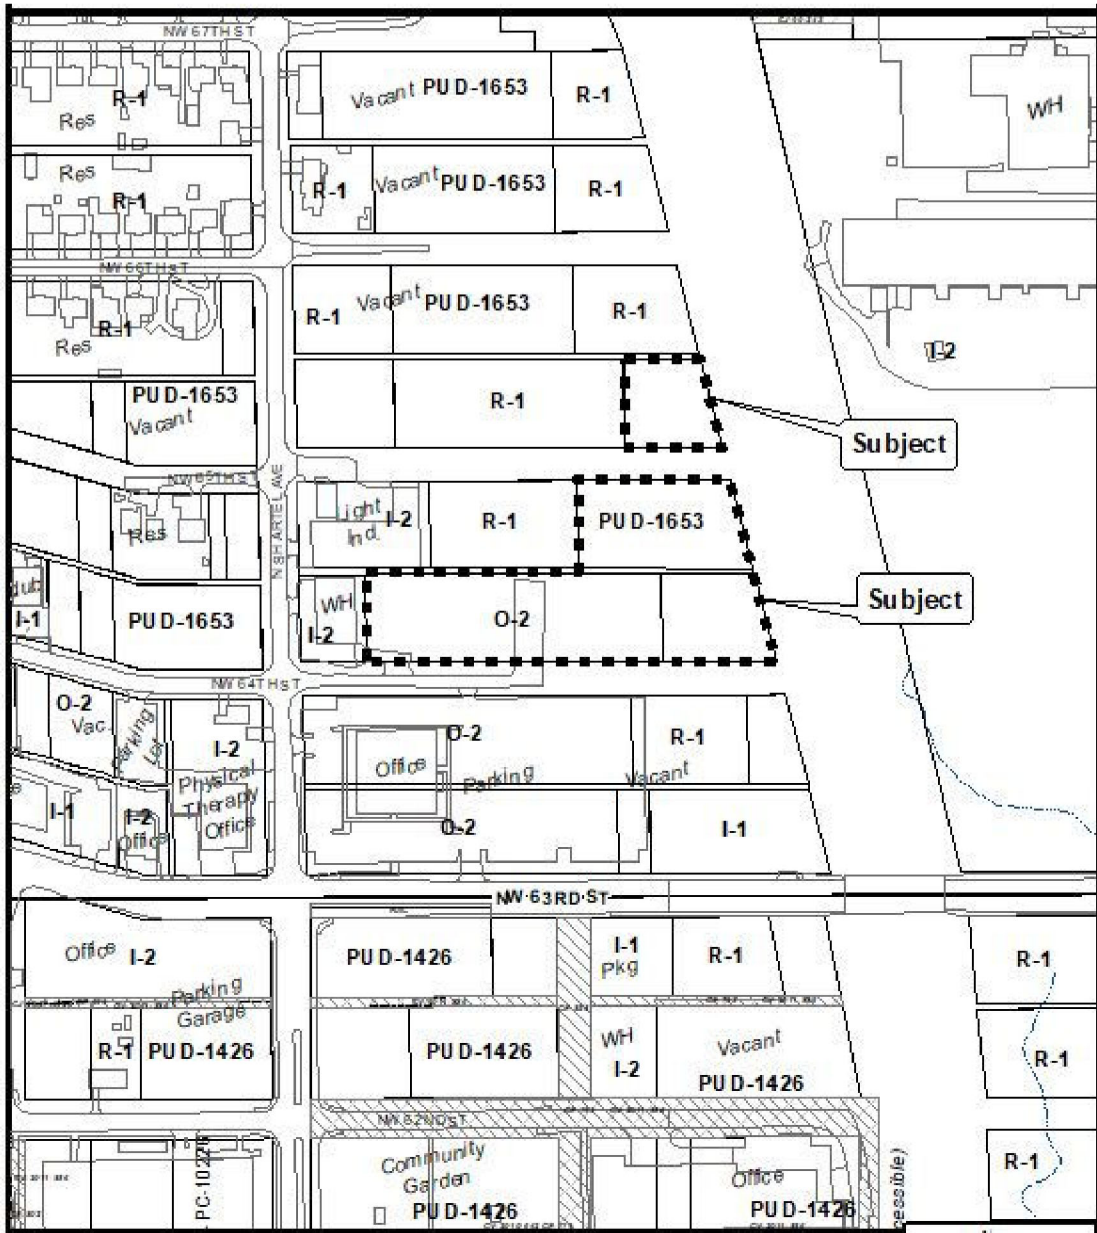 NW 67TH ST
Vacant PUD-1653
R-1
R-1
Res
WH
Res
R-1
R-1
Vacant PUD-1653
R-1
NW 66TH ST
R-1
Vacant PUD-1653
R-1
R-1
Res
I-2
PUD-1653
Vacant
R-1
Subject
NW 65TH ST
N SHARTEL AVE
Light
Ind.
I-2
R-1
PUD-1653
Res
dub
I-1
PUD-1653
WH
I-2
O-2
Subject
NW 64TH ST
O-2
Vac.
Parking
Lot
I-2
Physical
Therapy
Office
O-2
Office
Parking
R-1
Vacant
I-1
I-2
Office
O-2
I-1
NW 63RD ST
Office I-2
Parking
Garage
PUD-1426
I-1
Pkg
R-1
R-1
R-1
PUD-1426
PUD-1426
WH
I-2
Vacant
PUD-1426
R-1
NW 62ND ST
PC-10226
Community
Garden
PUD-1426
Office
PUD-1426
cessible)
R-1